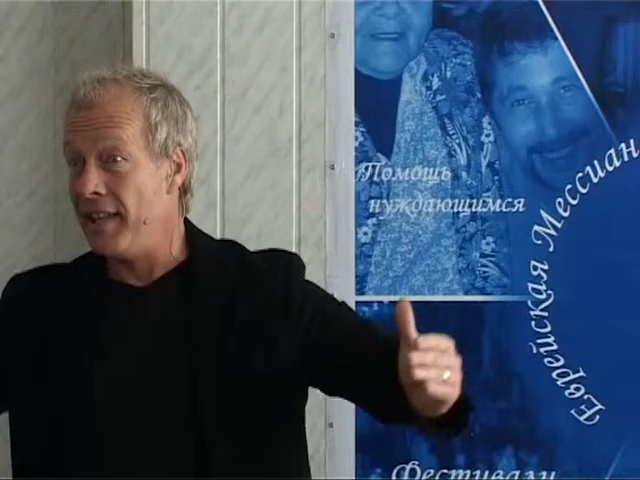 Помощь
нуждающимся
Еврейская Мессиан
Фестивали